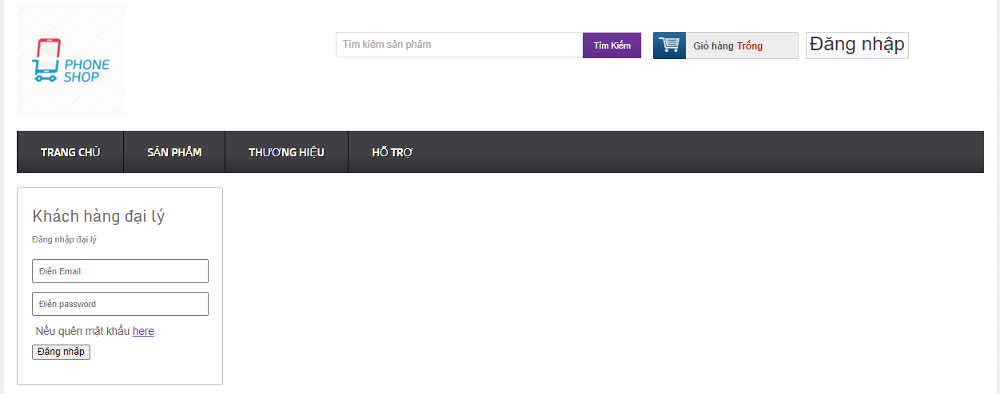 PHONE
SHOP
Tìm kiếm sản phẩm
Tìm Kiếm
Giỏ hàng Trống
Đăng nhập
TRANG CHỦ
SẢN PHẨM
THƯƠNG HIỆU
HỖ TRỢ
Khách hàng đại lý
Đăng nhập đại lý
Điền Email
Điền password
Nếu quên mật khẩu here
Đăng nhập